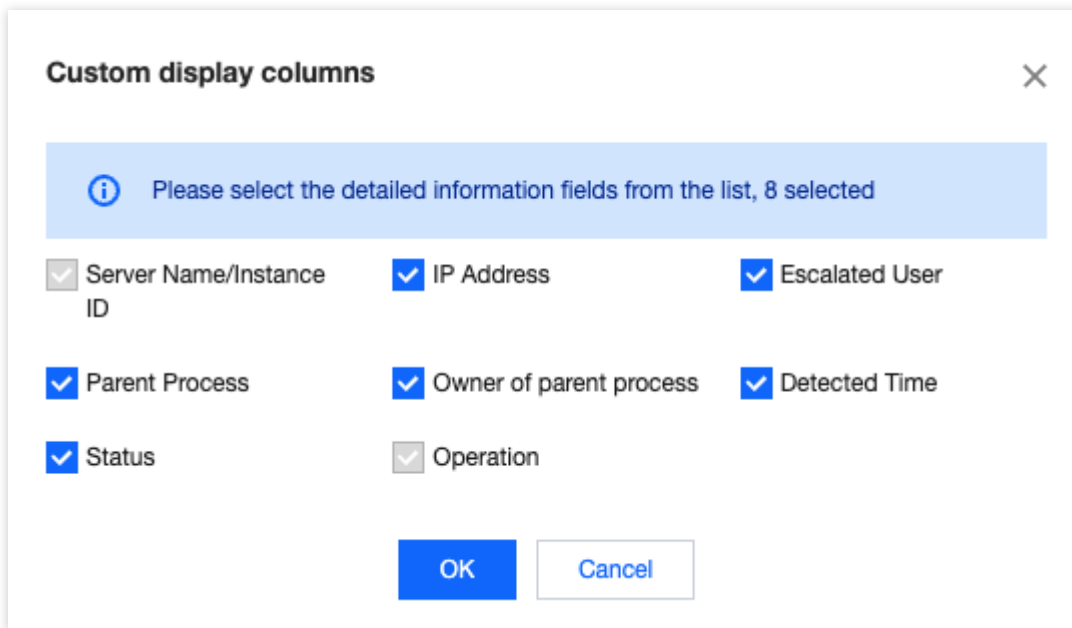 Custom display columns
Please select the detailed information fields from the list, 8 selected
Server Name/Instance
ID
IP Address
Escalated User
Parent Process
Owner of parent process
Detected Time
Status
Operation
OK
Cancel